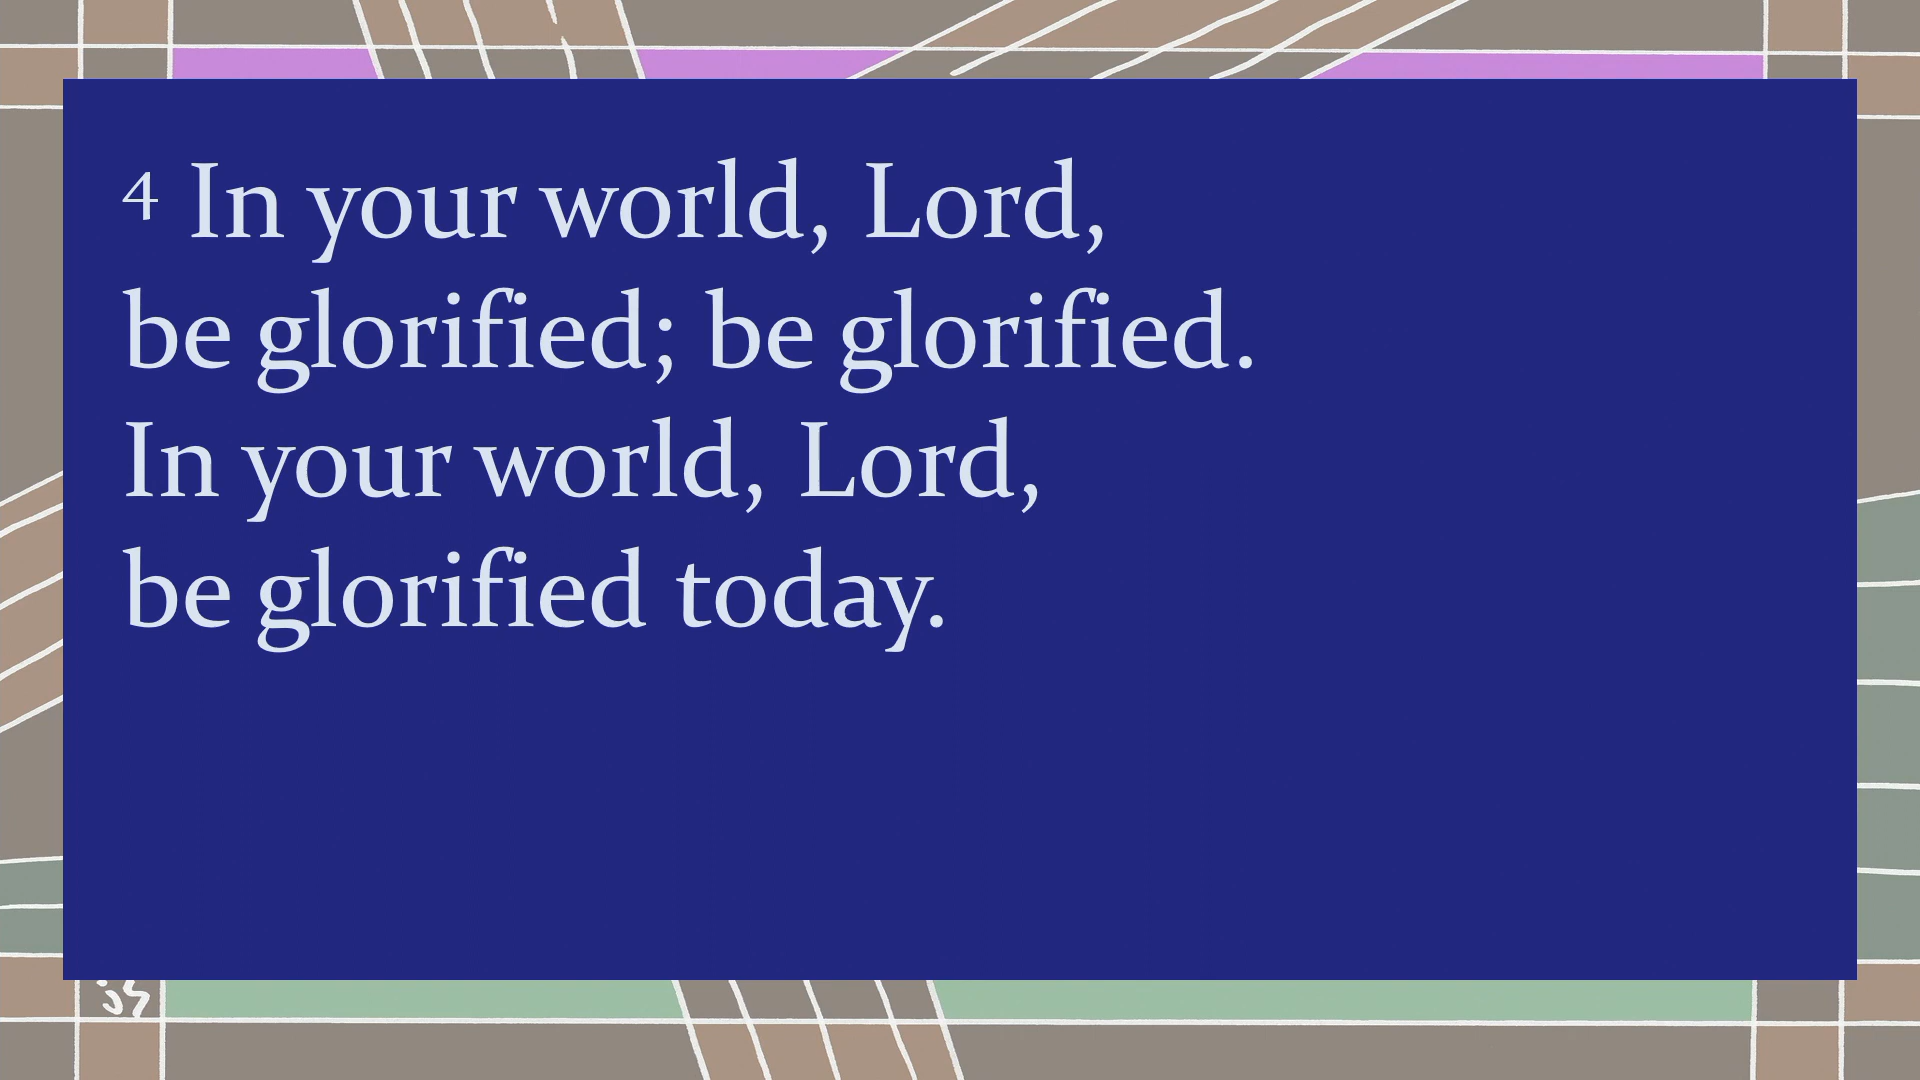 4 In your world, Lord,
be glorified; be glorified.
In your world, Lord,
be glorified today.